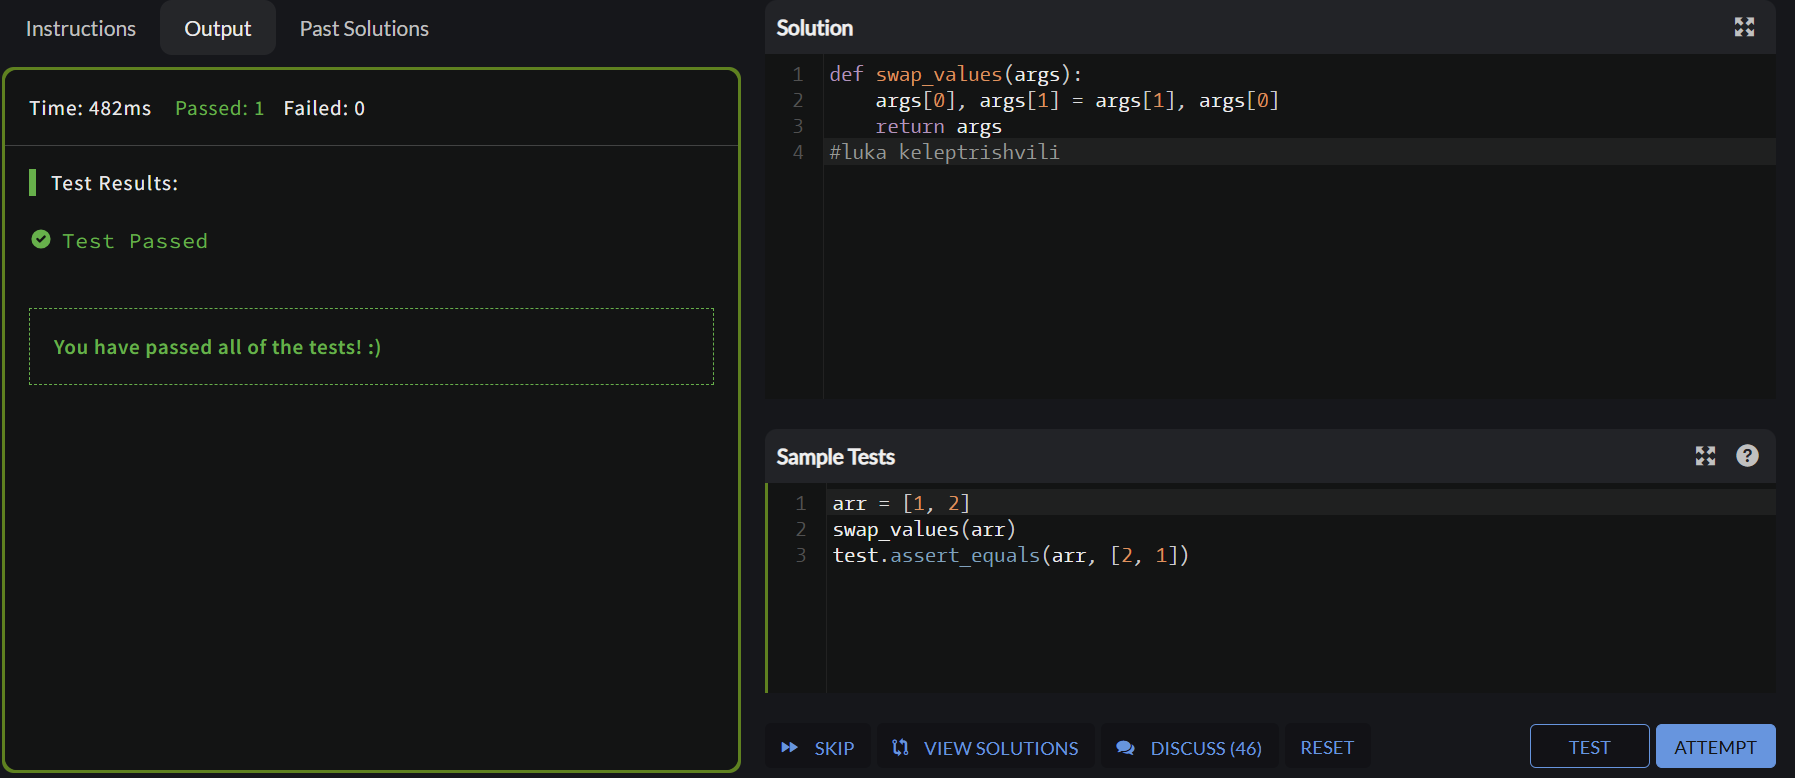 Instructions
Output
Past Solutions
Time: 482ms Passed: 1 Failed: 0
Test Results:
Test Passed
You have passed all of the tests! :)
Solution
1 def swap_values(args):
2     args[0], args[1] = args[1], args[0]
3     return args
4 #luka keleptrishvili
Sample Tests
?
1 arr = [1, 2]
2 swap_values(arr)
3 test.assert_equals(arr, [2, 1])
SKIP
VIEW SOLUTIONS
DISCUSS (46)
RESET
TEST
ATTEMPT